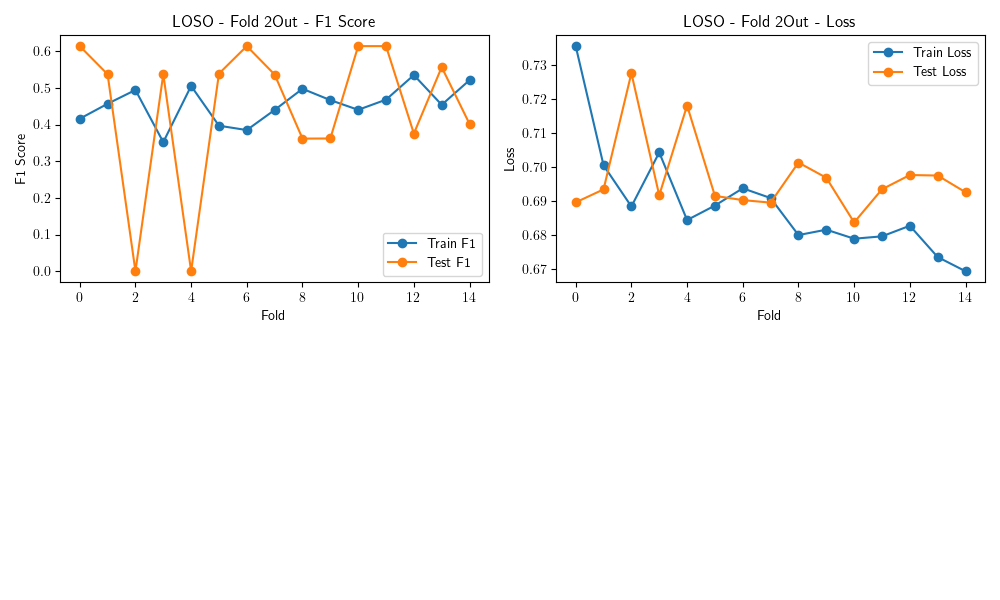 LOSO - Fold 2Out - F1 Score
F1 Score
0.6
0.5
0.4
0.3
0.2
0.1
0.0
Train F1
Test F1
0 2 4 6 8 10 12 14
Fold
LOSO - Fold 2Out - Loss
Loss
0.73
0.72
0.71
0.70
0.69
0.68
0.67
Train Loss
Test Loss
0 2 4 6 8 10 12 14
Fold